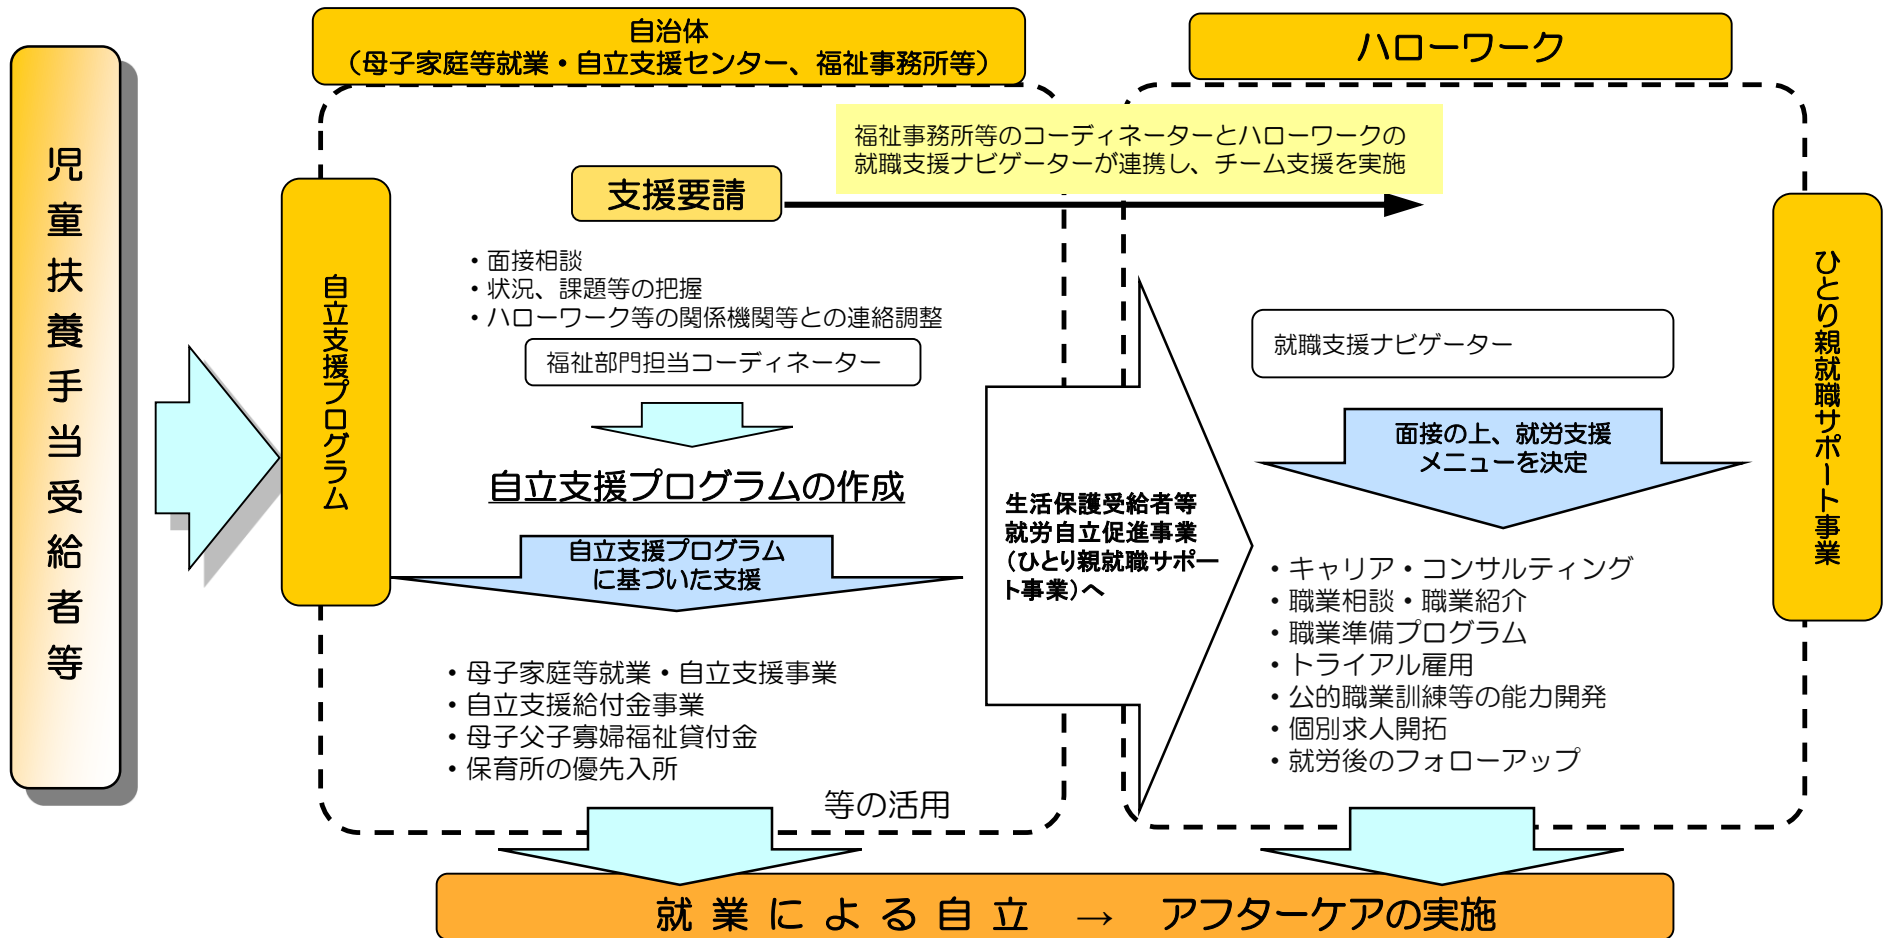 児童扶養手当受給者等
自治体
（母子家庭等就業・自立支援センター、福祉事務所等）
自立支援プログラム
支援要請
福祉事務所等のコーディネーターとハローワークの
就職支援ナビゲーターが連携し、チーム支援を実施
・面接相談
・状況、課題等の把握
・ハローワーク等の関係機関等との連絡調整
福祉部門担当コーディネーター
自立支援プログラムの作成
自立支援プログラム
に基づいた支援
・母子家庭等就業・自立支援事業
・自立支援給付金事業
・母子父子寡婦福祉貸付金
・保育所の優先入所
等の活用
生活保護受給者等
就労自立促進事業
（ひとり親就職サポー
ト事業）へ
ハローワーク
ひとり親就職サポート事業
就職支援ナビゲーター
面接の上、就労支援
メニューを決定
・キャリア・コンサルティング
・職業相談・職業紹介
・職業準備プログラム
・トライアル雇用
・公的職業訓練等の能力開発
・個別求人開拓
・就労後のフォローアップ
就業による自立　→　アフターケアの実施